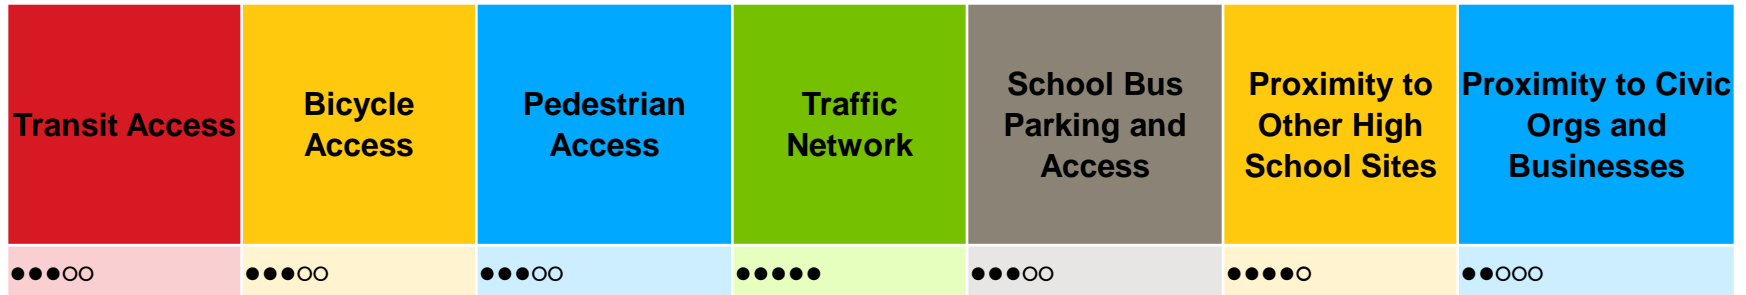 Transit Access
Bicycle
Access
Pedestrian
Access
Traffic
Network
School Bus
Parking and
Access
Proximity to
Other High
School Sites
Proximity to Civic
Orgs and
Businesses
●●●○○
●●●○○
●●●○○
●●●●●
●●●○○
●●●●○
●●○○○